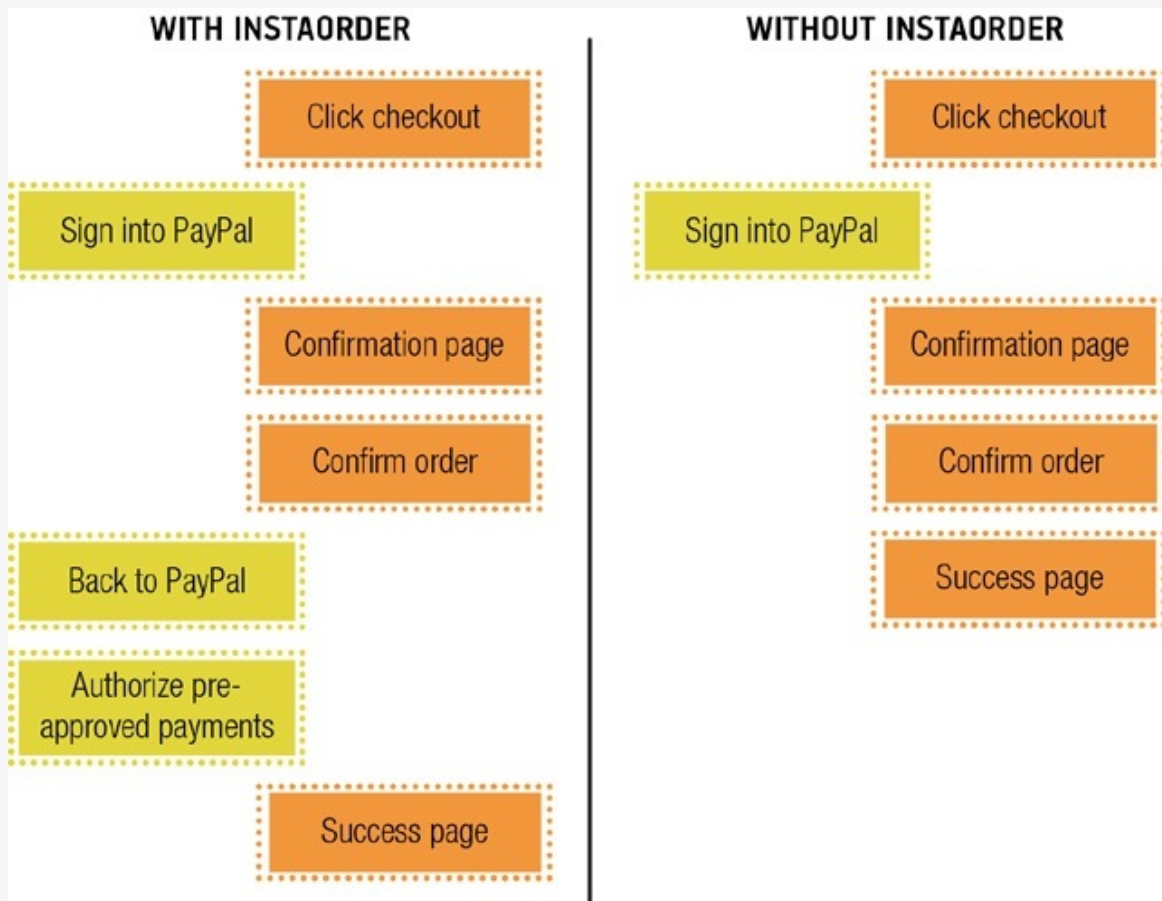 WITH INSTAORDER
Click checkout
Sign into PayPal
Confirmation page
Confirm order
Back to PayPal
Authorize pre-
approved payments
Success page
WITHOUT INSTAORDER
Click checkout
Sign into PayPal
Confirmation page
Confirm order
Success page